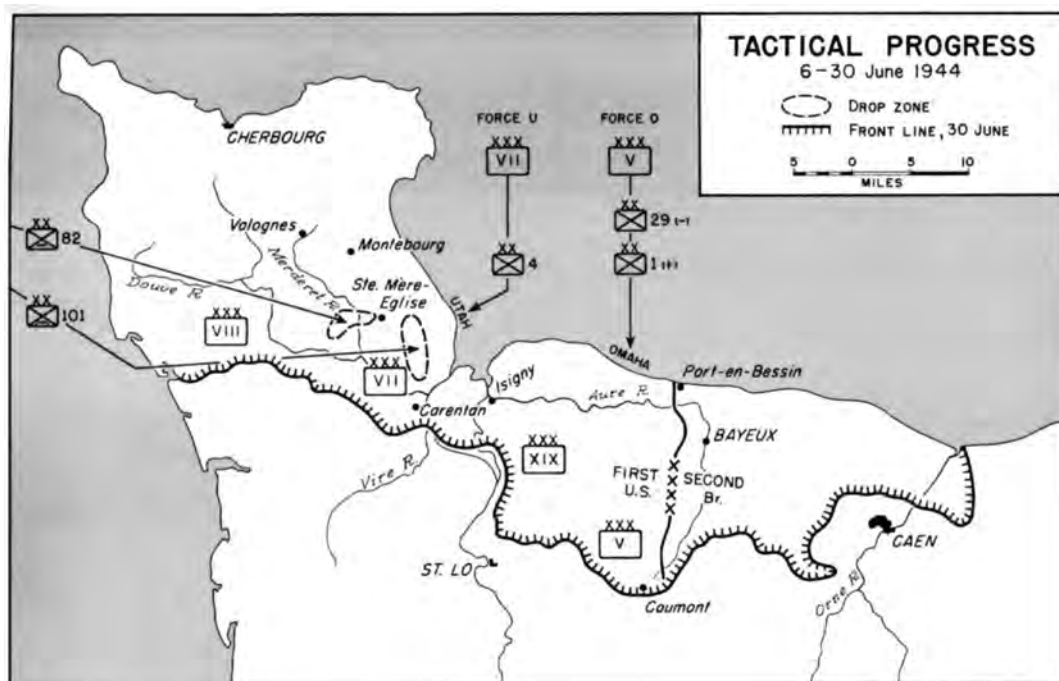 TACTICAL PROGRESS
6-30 June 1944
DROP ZONE
FRONT LINE, 30 JUNE
5 0 5 10
MILES
CHERBOURG
FORCE U
XXX
VII
FORCE O
XXX
V
XX
29 (-)
XX
1 (+)
XX
4
XX
82
XX
101
Valognes
Montebourg
Merderet R
Ste. Mère-
Eglise
Douve R
UTAH
OMAHA
XXX
VIII
XXX
VII
Carentan
Isigny
Port-en-Bessin
Aure R
BAYEUX
XXX
XIX
FIRST
U.S.
XXXX
SECOND
Br.
Vire R
XXX
V
ST. LO
Caumont
CAEN
Orne R